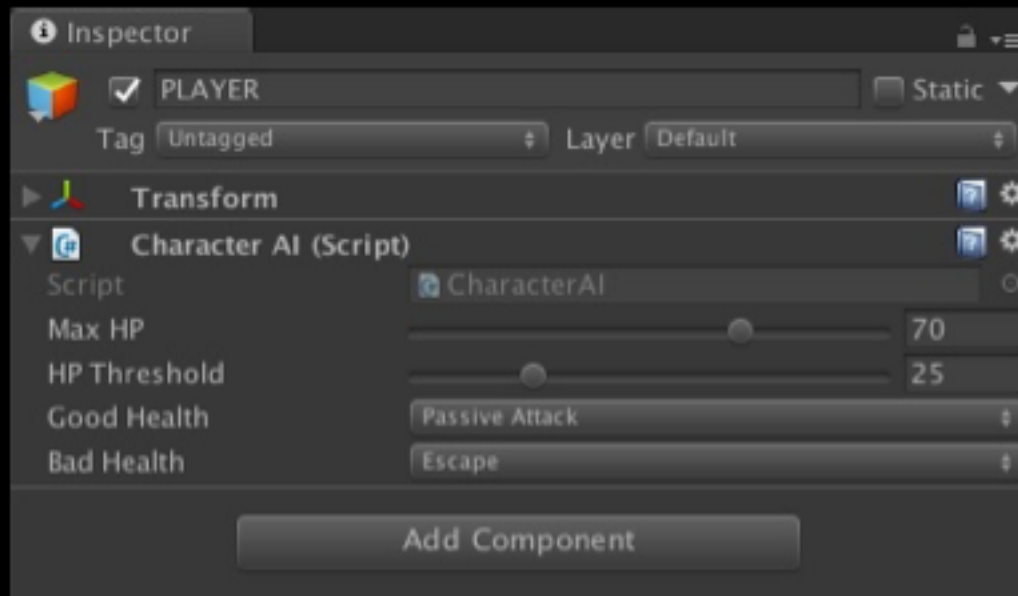 Inspector
PLAYER Static
Tag Untagged Layer Default
Transform
Character AI (Script)
Script CharacterAI
Max HP 70
HP Threshold 25
Good Health Passive Attack
Bad Health Escape
Add Component